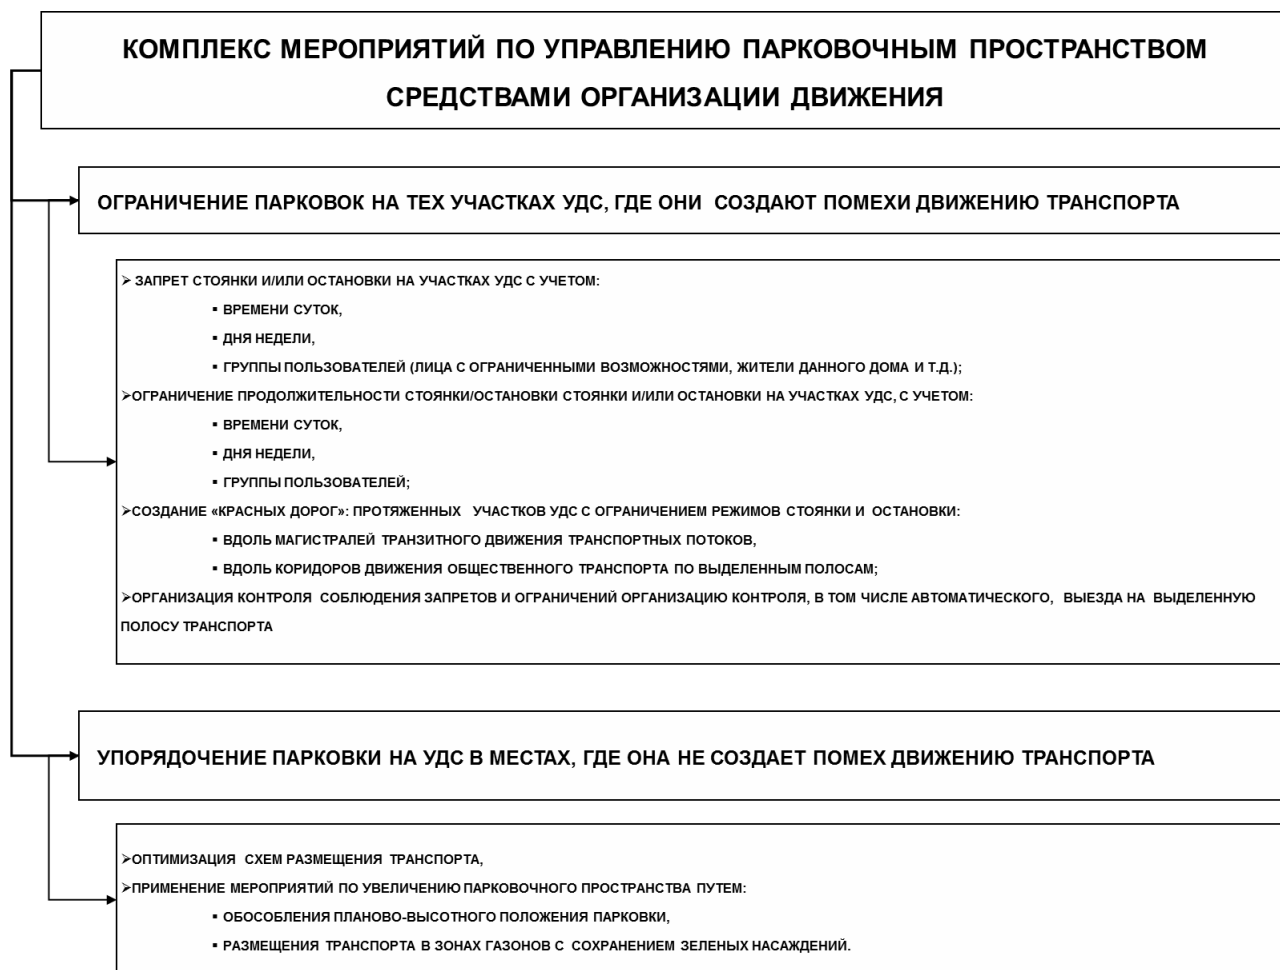 КОМПЛЕКС МЕРОПРИЯТИЙ ПО УПРАВЛЕНИЮ ПАРКОВОЧНЫМ ПРОСТРАНСТВОМ
СРЕДСТВАМИ ОРГАНИЗАЦИИ ДВИЖЕНИЯ
ОГРАНИЧЕНИЕ ПАРКОВОК НА ТЕХ УЧАСТКАХ УДС, ГДЕ ОНИ СОЗДАЮТ ПОМЕХИ ДВИЖЕНИЮ ТРАНСПОРТА
➢ ЗАПРЕТ СТОЯНКИ И/ИЛИ ОСТАНОВКИ НА УЧАСТКАХ УДС С УЧЕТОМ:
▪ ВРЕМЕНИ СУТОК,
▪ ДНЯ НЕДЕЛИ,
▪ ГРУППЫ ПОЛЬЗОВАТЕЛЕЙ (ЛИЦА С ОГРАНИЧЕННЫМИ ВОЗМОЖНОСТЯМИ, ЖИТЕЛИ ДАННОГО ДОМА И Т.Д.);
➢ОГРАНИЧЕНИЕ ПРОДОЛЖИТЕЛЬНОСТИ СТОЯНКИ/ОСТАНОВКИ СТОЯНКИ И/ИЛИ ОСТАНОВКИ НА УЧАСТКАХ УДС, С УЧЕТОМ:
▪ ВРЕМЕНИ СУТОК,
▪ ДНЯ НЕДЕЛИ,
▪ ГРУППЫ ПОЛЬЗОВАТЕЛЕЙ;
➢СОЗДАНИЕ «КРАСНЫХ ДОРОГ»: ПРОТЯЖЕННЫХ УЧАСТКОВ УДС С ОГРАНИЧЕНИЕМ РЕЖИМОВ СТОЯНКИ И ОСТАНОВКИ:
▪ ВДОЛЬ МАГИСТРАЛЕЙ ТРАНЗИТНОГО ДВИЖЕНИЯ ТРАНСПОРТНЫХ ПОТОКОВ,
▪ ВДОЛЬ КОРИДОРОВ ДВИЖЕНИЯ ОБЩЕСТВЕННОГО ТРАНСПОРТА ПО ВЫДЕЛЕННЫМ ПОЛОСАМ;
➢ОРГАНИЗАЦИЯ КОНТРОЛЯ СОБЛЮДЕНИЯ ЗАПРЕТОВ И ОГРАНИЧЕНИЙ ОРГАНИЗАЦИЮ КОНТРОЛЯ, В ТОМ ЧИСЛЕ АВТОМАТИЧЕСКОГО, ВЫЕЗДА НА ВЫДЕЛЕННУЮ
ПОЛОСУ ТРАНСПОРТА
УПОРЯДОЧЕНИЕ ПАРКОВКИ НА УДС В МЕСТАХ, ГДЕ ОНА НЕ СОЗДАЕТ ПОМЕХ ДВИЖЕНИЮ ТРАНСПОРТА
➢ОПТИМИЗАЦИЯ СХЕМ РАЗМЕЩЕНИЯ ТРАНСПОРТА,
➢ПРИМЕНЕНИЕ МЕРОПРИЯТИЙ ПО УВЕЛИЧЕНИЮ ПАРКОВОЧНОГО ПРОСТРАНСТВА ПУТЕМ:
▪ ОБОСОБЛЕНИЯ ПЛАНОВО-ВЫСОТНОГО ПОЛОЖЕНИЯ ПАРКОВКИ,
▪ РАЗМЕЩЕНИЯ ТРАНСПОРТА В ЗОНАХ ГАЗОНОВ С СОХРАНЕНИЕМ ЗЕЛЕНЫХ НАСАЖДЕНИЙ.